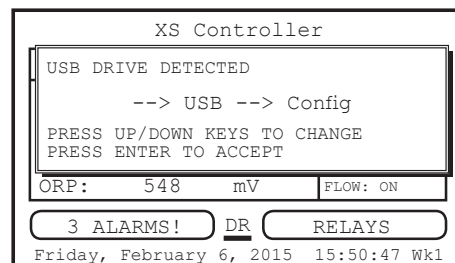 XS Controller
USB DRIVE DETECTED
--> USB --> Config
PRESS UP/DOWN KEYS TO CHANGE
PRESS ENTER TO ACCEPT
ORP: 548 mV FLOW: ON
3 ALARMS! DR RELAYS
Friday, February 6, 2015 15:50:47 Wk1